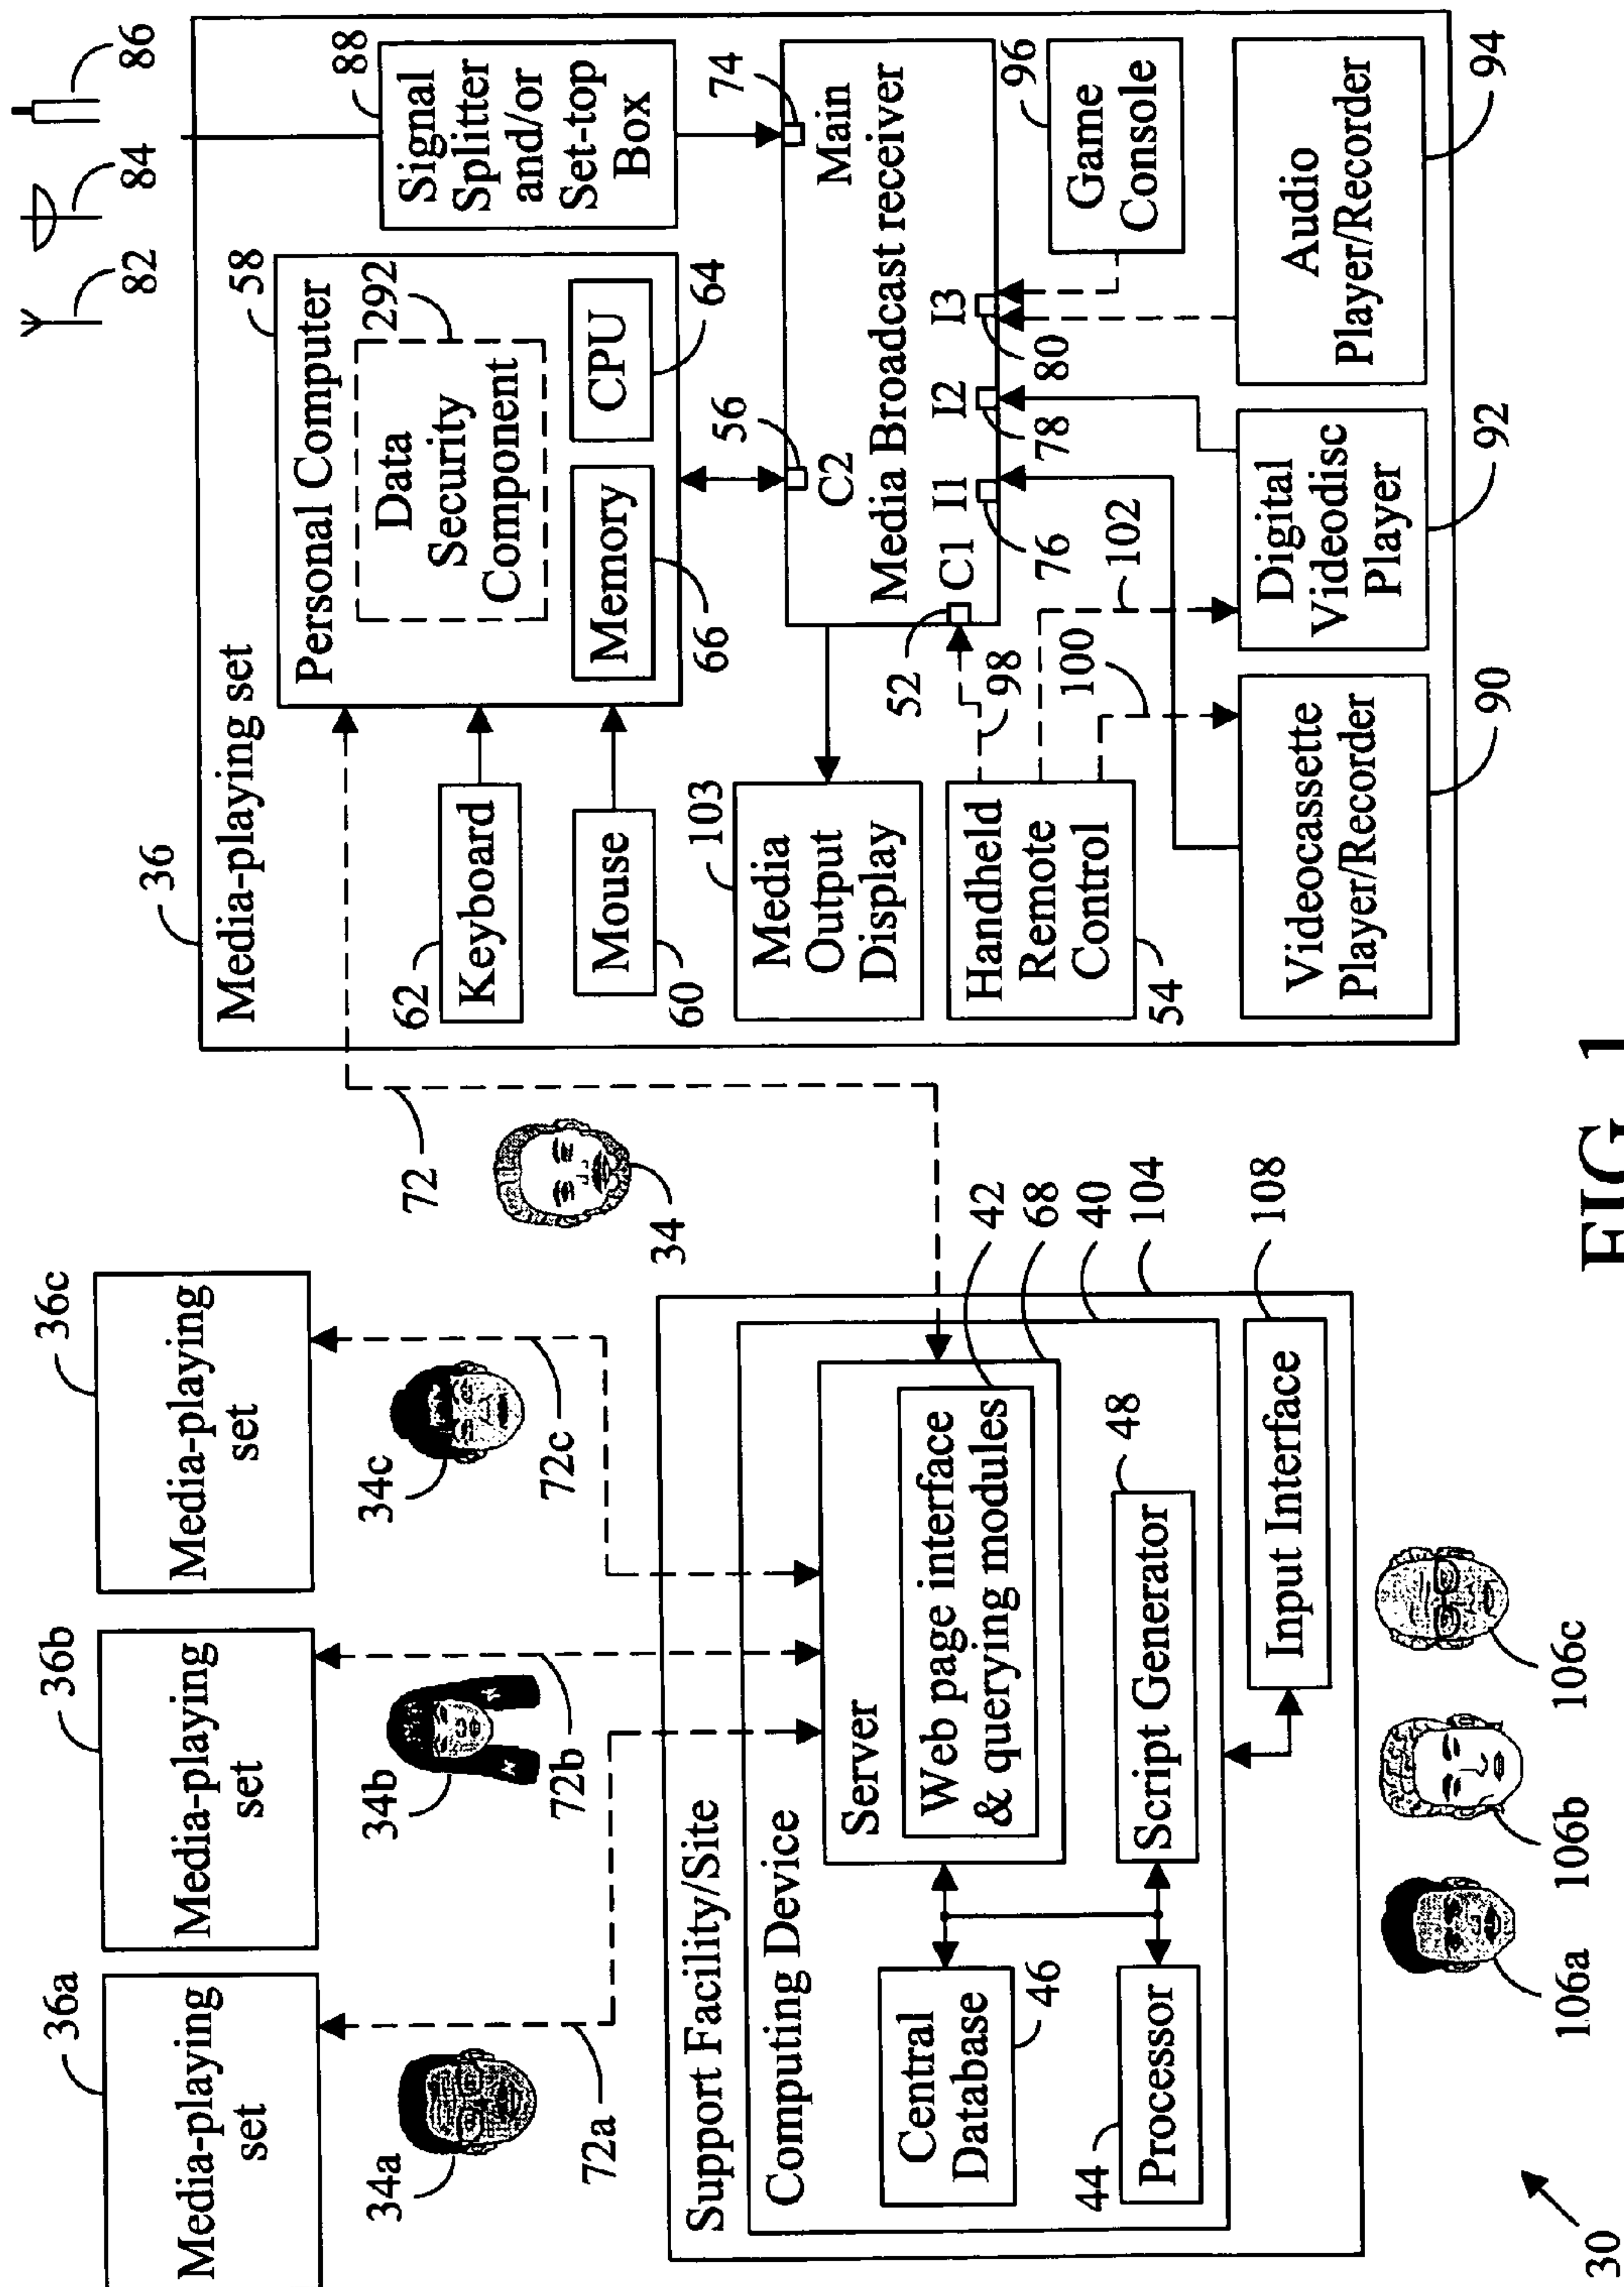 36a
Media-playing
set
36b
Media-playing
set
36c
Media-playing
set
34a
72a
34b
72b
34c
72c
72
34
Support Facility/Site
Computing Device
Server
Web page interface
& querying modules
Central
Database
46
44
Processor
Script Generator
48
Input Interface
42
68
40
104
108
106a
106b
106c
30
36
Media-playing set
82
84
86
58
Personal Computer
Data
Security
Component
292
Memory
66
CPU
64
88
Signal
Splitter
and/or
Set-top
Box
62
Keyboard
Mouse
60
56
74
C2
Main
Media Broadcast receiver
C1
I1
I2
I3
52
76
78
80
103
Media
Output
Display
Handheld
Remote
Control
54
98
100
102
96
Game
Console
Videocassette
Player/Recorder
90
Digital
Videodisc
Player
92
Audio
Player/Recorder
94
FIG. 1